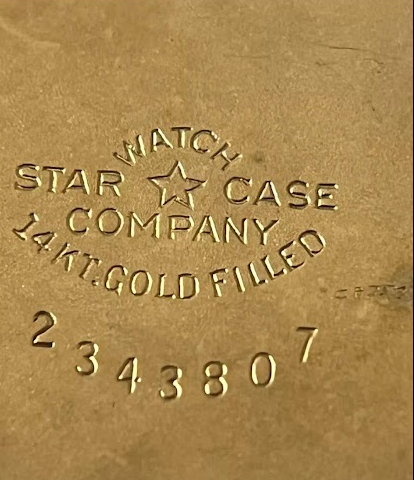 WATCH
STAR ☆ CASE
COMPANY
14 KT. GOLD FILLED
2343807